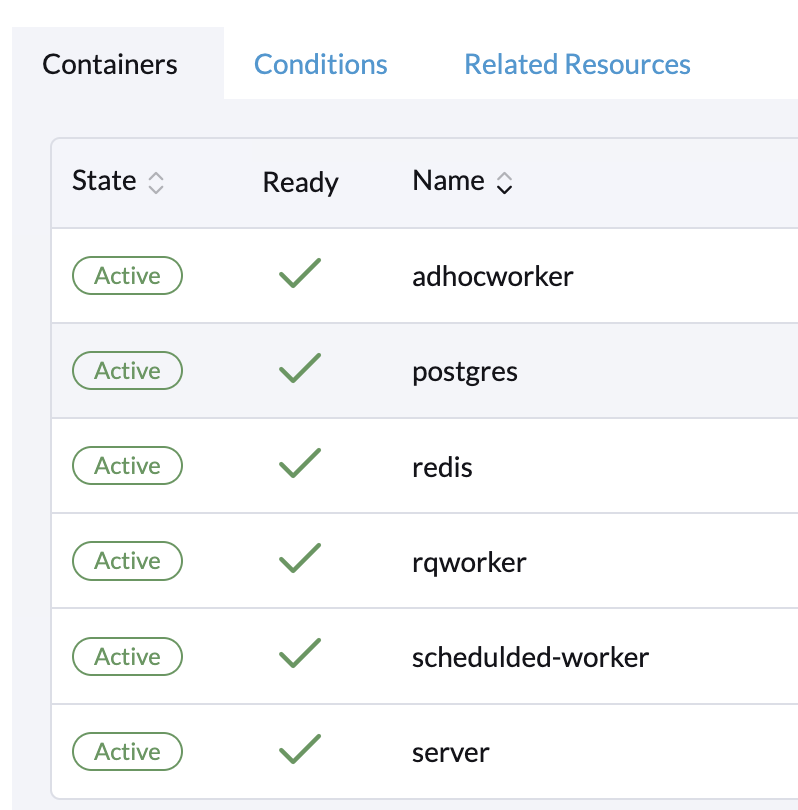 Containers Conditions Related Resources
State Ready Name
Active adhocworker
Active postgres
Active redis
Active rqworker
Active schedulded-worker
Active server